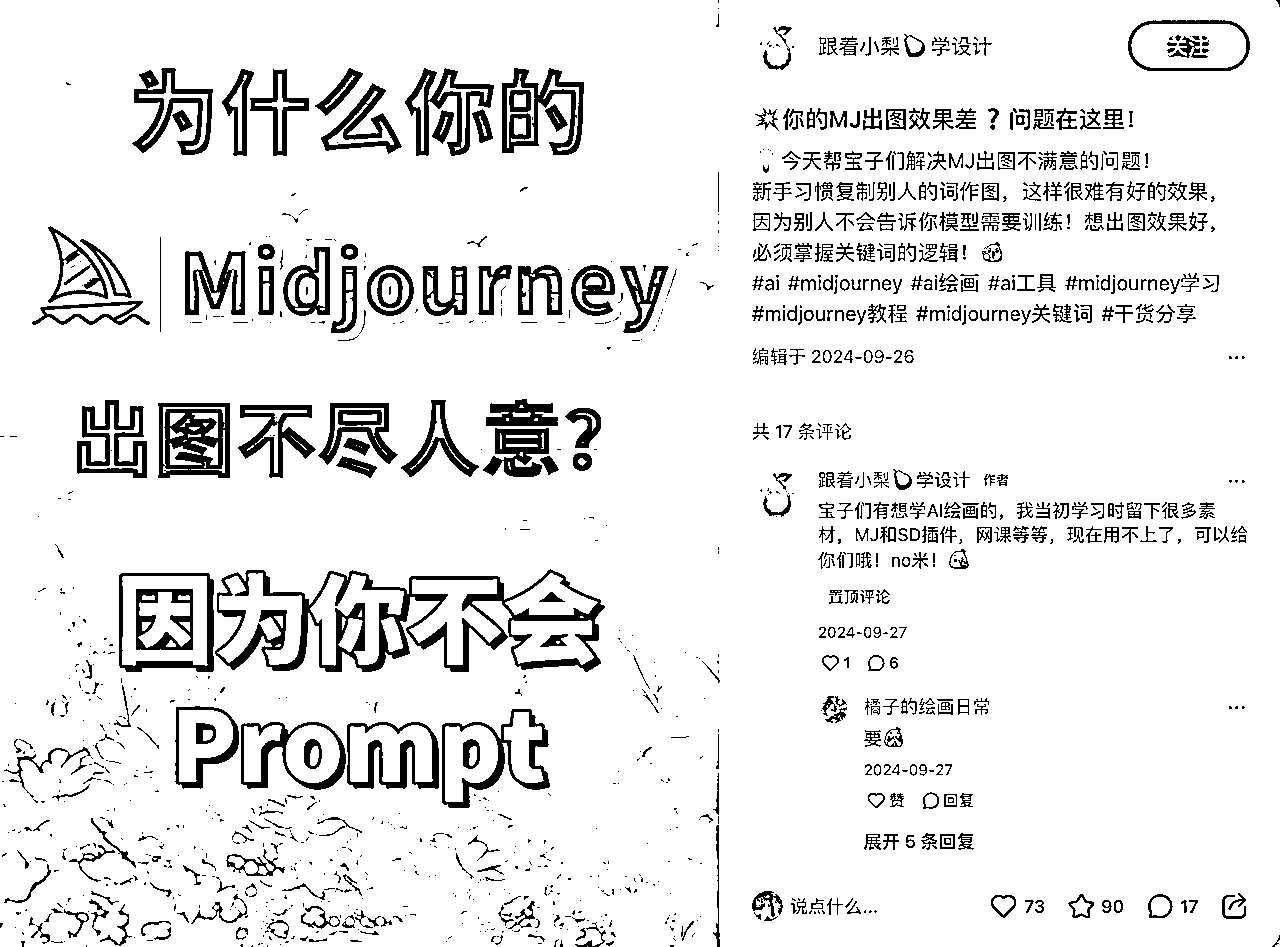 为什么你的
Midjourney
出图不尽人意?
因为你不会
Prompt
跟着小梨🍐学设计
关注
💥你的MJ出图效果差❓问题在这里!
💡今天帮宝子们解决MJ出图不满意的问题!
新手习惯复制别人的词作图，这样很难有好的效果，
因为别人不会告诉你模型需要训练！想出图效果好，
必须掌握关键词的逻辑！
#ai #midjourney #ai绘画 #ai工具 #midjourney学习
#midjourney教程 #midjourney关键词 #干货分享
编辑于 2024-09-26
...
共 17 条评论
跟着小梨🍐学设计 作者
...
宝子们有想学AI绘画的，我当初学习时留下很多素
材，MJ和SD插件，网课等等，现在用不上了，可以给
你们哦！no米！
置顶评论
2024-09-27
1 6
橘子的绘画日常
...
要
2024-09-27
赞 回复
展开 5 条回复
说点什么...
73 90 17